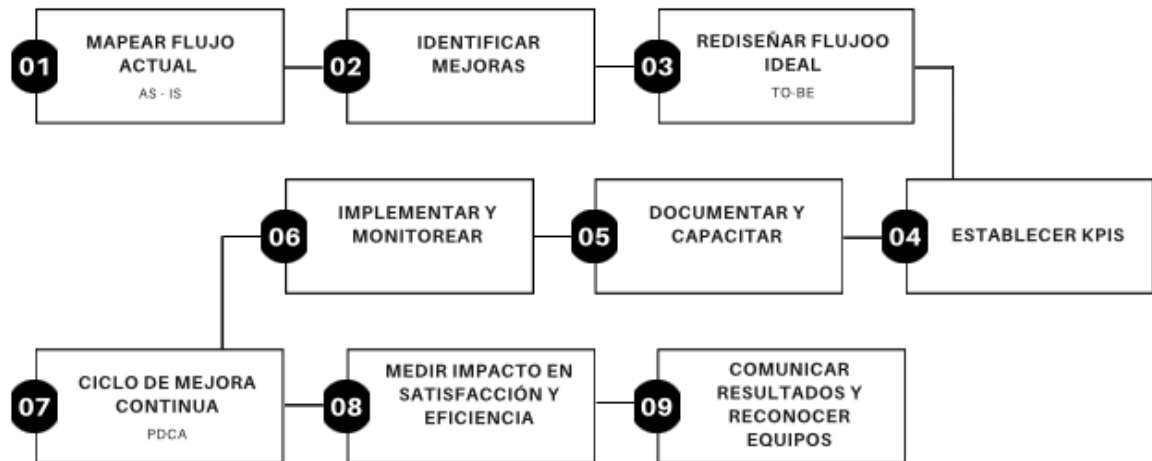 01
MAPEAR FLUJO
ACTUAL
AS - IS
02
IDENTIFICAR
MEJORAS
03
REDISEÑAR FLUJOO
IDEAL
TO-BE
04
ESTABLECER KPIS
05
DOCUMENTAR Y
CAPACITAR
06
IMPLEMENTAR Y
MONITOREAR
07
CICLO DE MEJORA
CONTINUA
PDCA
08
MEDIR IMPACTO EN
SATISFACCIÓN Y
EFICIENCIA
09
COMUNICAR
RESULTADOS Y
RECONOCER
EQUIPOS